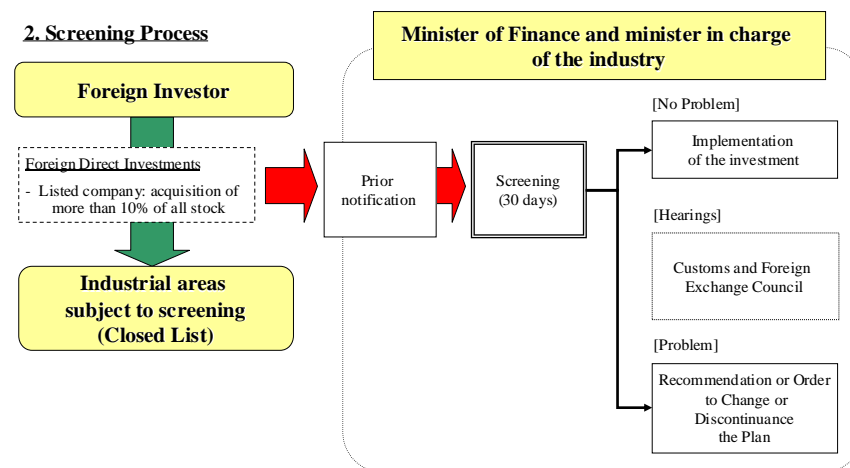 2. Screening Process
Minister of Finance and minister in charge
of the industry
Foreign Investor
Foreign Direct Investments
- Listed company: acquisition of
more than 10% of all stock
Industrial areas
subject to screening
(Closed List)
Prior
notification
Screening
(30 days)
[No Problem]
Implementation
of the investment
[Hearings]
Customs and Foreign
Exchange Council
[Problem]
Recommendation or Order
to Change or
Discontinuance
the Plan